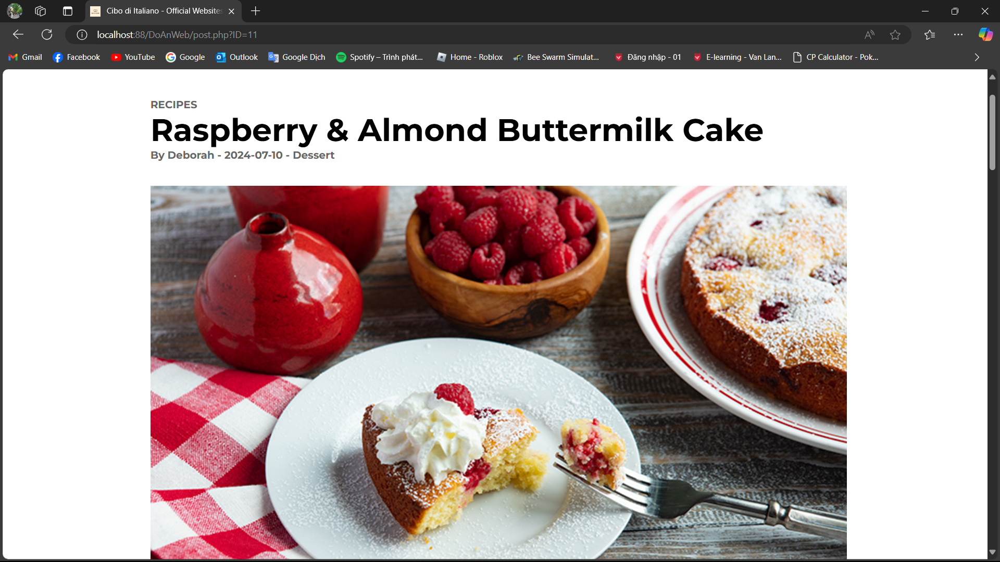 Cibo di Italiano - Official Websites
localhost:88/DoAnWeb/post.php?ID=11
Gmail Facebook YouTube Google Outlook Google Dịch Spotify – Trình phát... Home - Roblox Bee Swarm Simulat... Đăng nhập - 01 E-learning - Van Lan... CP Calculator - Pok...
RECIPES
Raspberry & Almond Buttermilk Cake
By Deborah - 2024-07-10 - Dessert